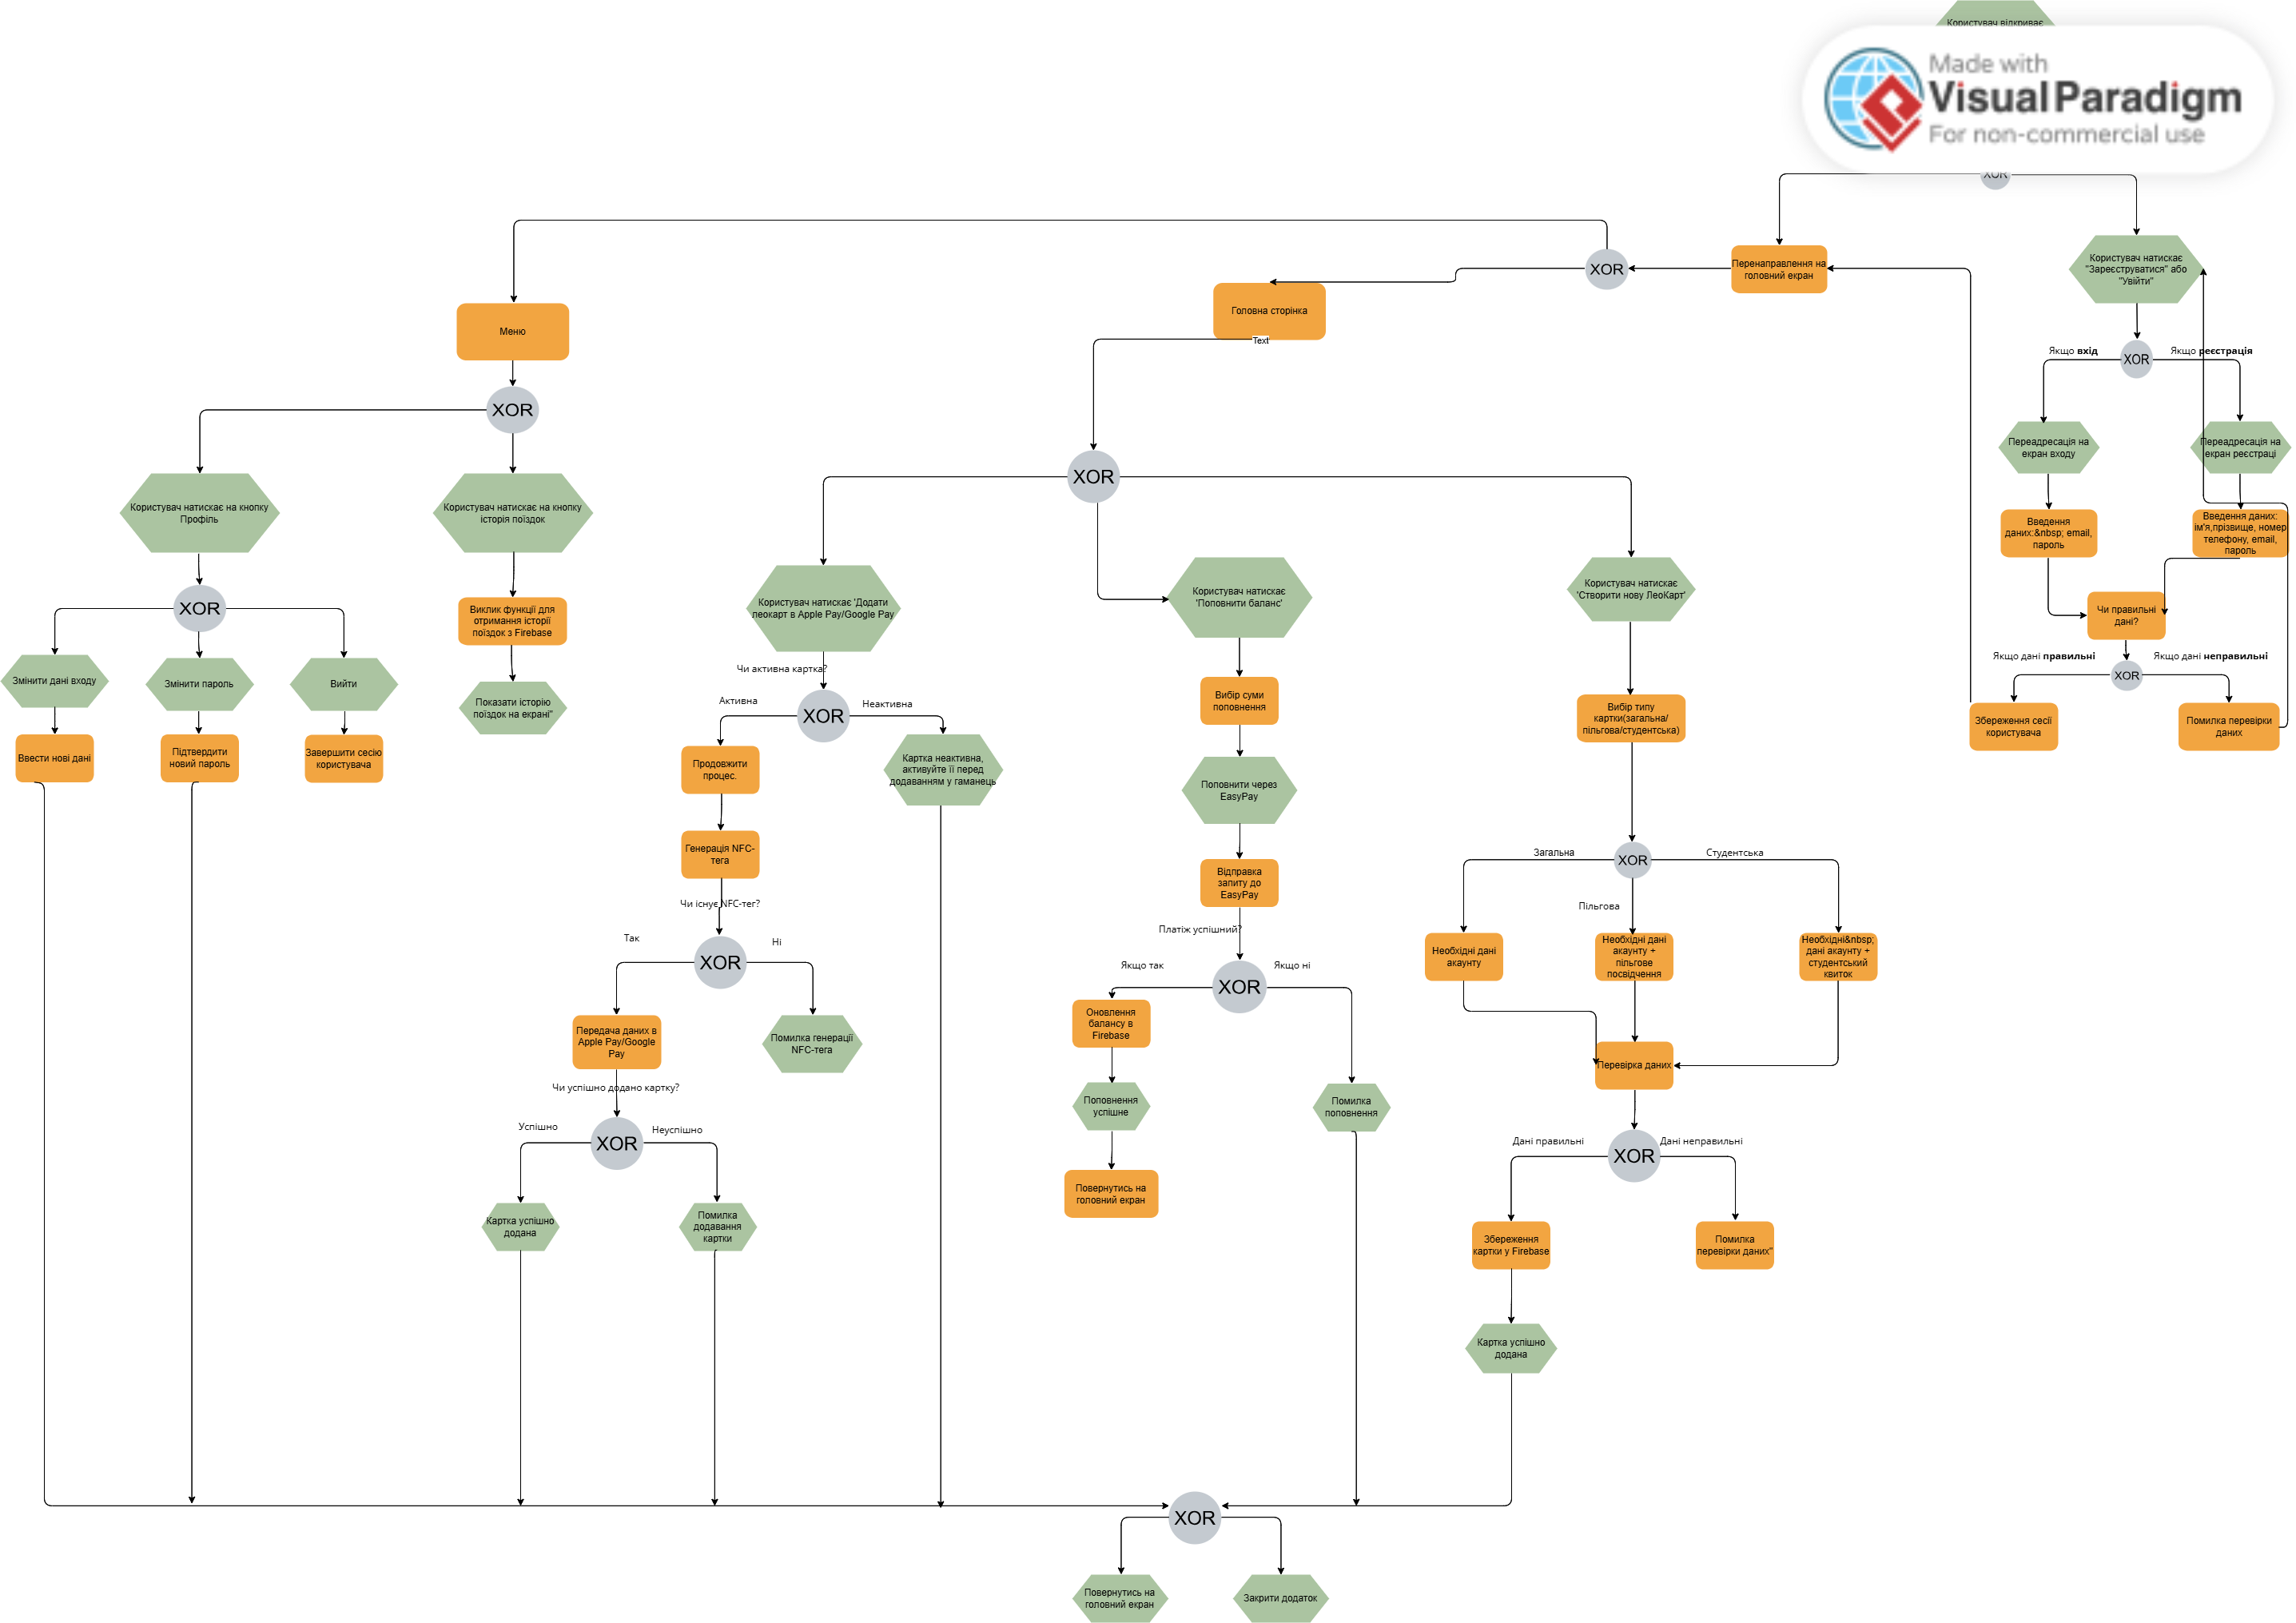 Користувач відкриває
Made with
Visual Paradigm
For non-commercial use
XOR
Перенаправлення на
головний екран
XOR
Користувач натискає
"Зареєструватися" або
"Увійти"
Головна сторінка
Text
Меню
XOR
Якщо вхід
XOR
Якщо реєстрація
Переадресація на
екран входу
Переадресація на
екран реєстрації
Введення
даних:&nbsp; email,
пароль
Введення даних:
ім'я,прізвище, номер
телефону, email,
пароль
Чи правильні
дані?
Якщо дані правильні
Якщо дані неправильні
XOR
Збереження сесії
користувача
Помилка перевірки
даних
XOR
Користувач натискає на кнопку
Профіль
Користувач натискає на кнопку
історія поїздок
XOR
Виклик функції для
отримання історії
поїздок з Firebase
Змінити дані входу
Змінити пароль
Вийти
Показати історію
поїздок на екрані"
Ввести нові дані
Підтвердити
новий пароль
Завершити сесію
користувача
Користувач натискає 'Додати
леокарт в Apple Pay/Google Pay
Чи активна картка?
Активна
XOR
Неактивна
Продовжити
процес.
Картка неактивна,
активуйте її перед
додаванням у гаманець
Генерація NFC-
тега
Чи існує NFC-тег?
Так
XOR
Ні
Передача даних в
Apple Pay/Google
Pay
Помилка генерації
NFC-тега
Чи успішно додано картку?
Успішно
XOR
Неуспішно
Картка успішно
додана
Помилка
додавання
картки
Користувач натискає
'Поповнити баланс'
Вибір суми
поповнення
Поповнити через
EasyPay
Відправка
запиту до
EasyPay
Платіж успішний?
Якщо так
XOR
Якщо ні
Оновлення
балансу в
Firebase
Поповнення
успішне
Помилка
поповнення
Повернутись на
головний екран
Користувач натискає
'Створити нову ЛеоКарт'
Вибір типу
картки(загальна/
пільгова/студентська)
Загальна
XOR
Студентська
Пільгова
Необхідні дані
акаунту
Необхідні дані
акаунту +
пільгове
посвідчення
Необхідні&nbsp;
дані акаунту +
студентський
квиток
Перевірка даних
Дані правильні
XOR
Дані неправильні
Збереження
картки у Firebase
Помилка
перевірки даних"
Картка успішно
додана
XOR
Повернутись на
головний екран
Закрити додаток